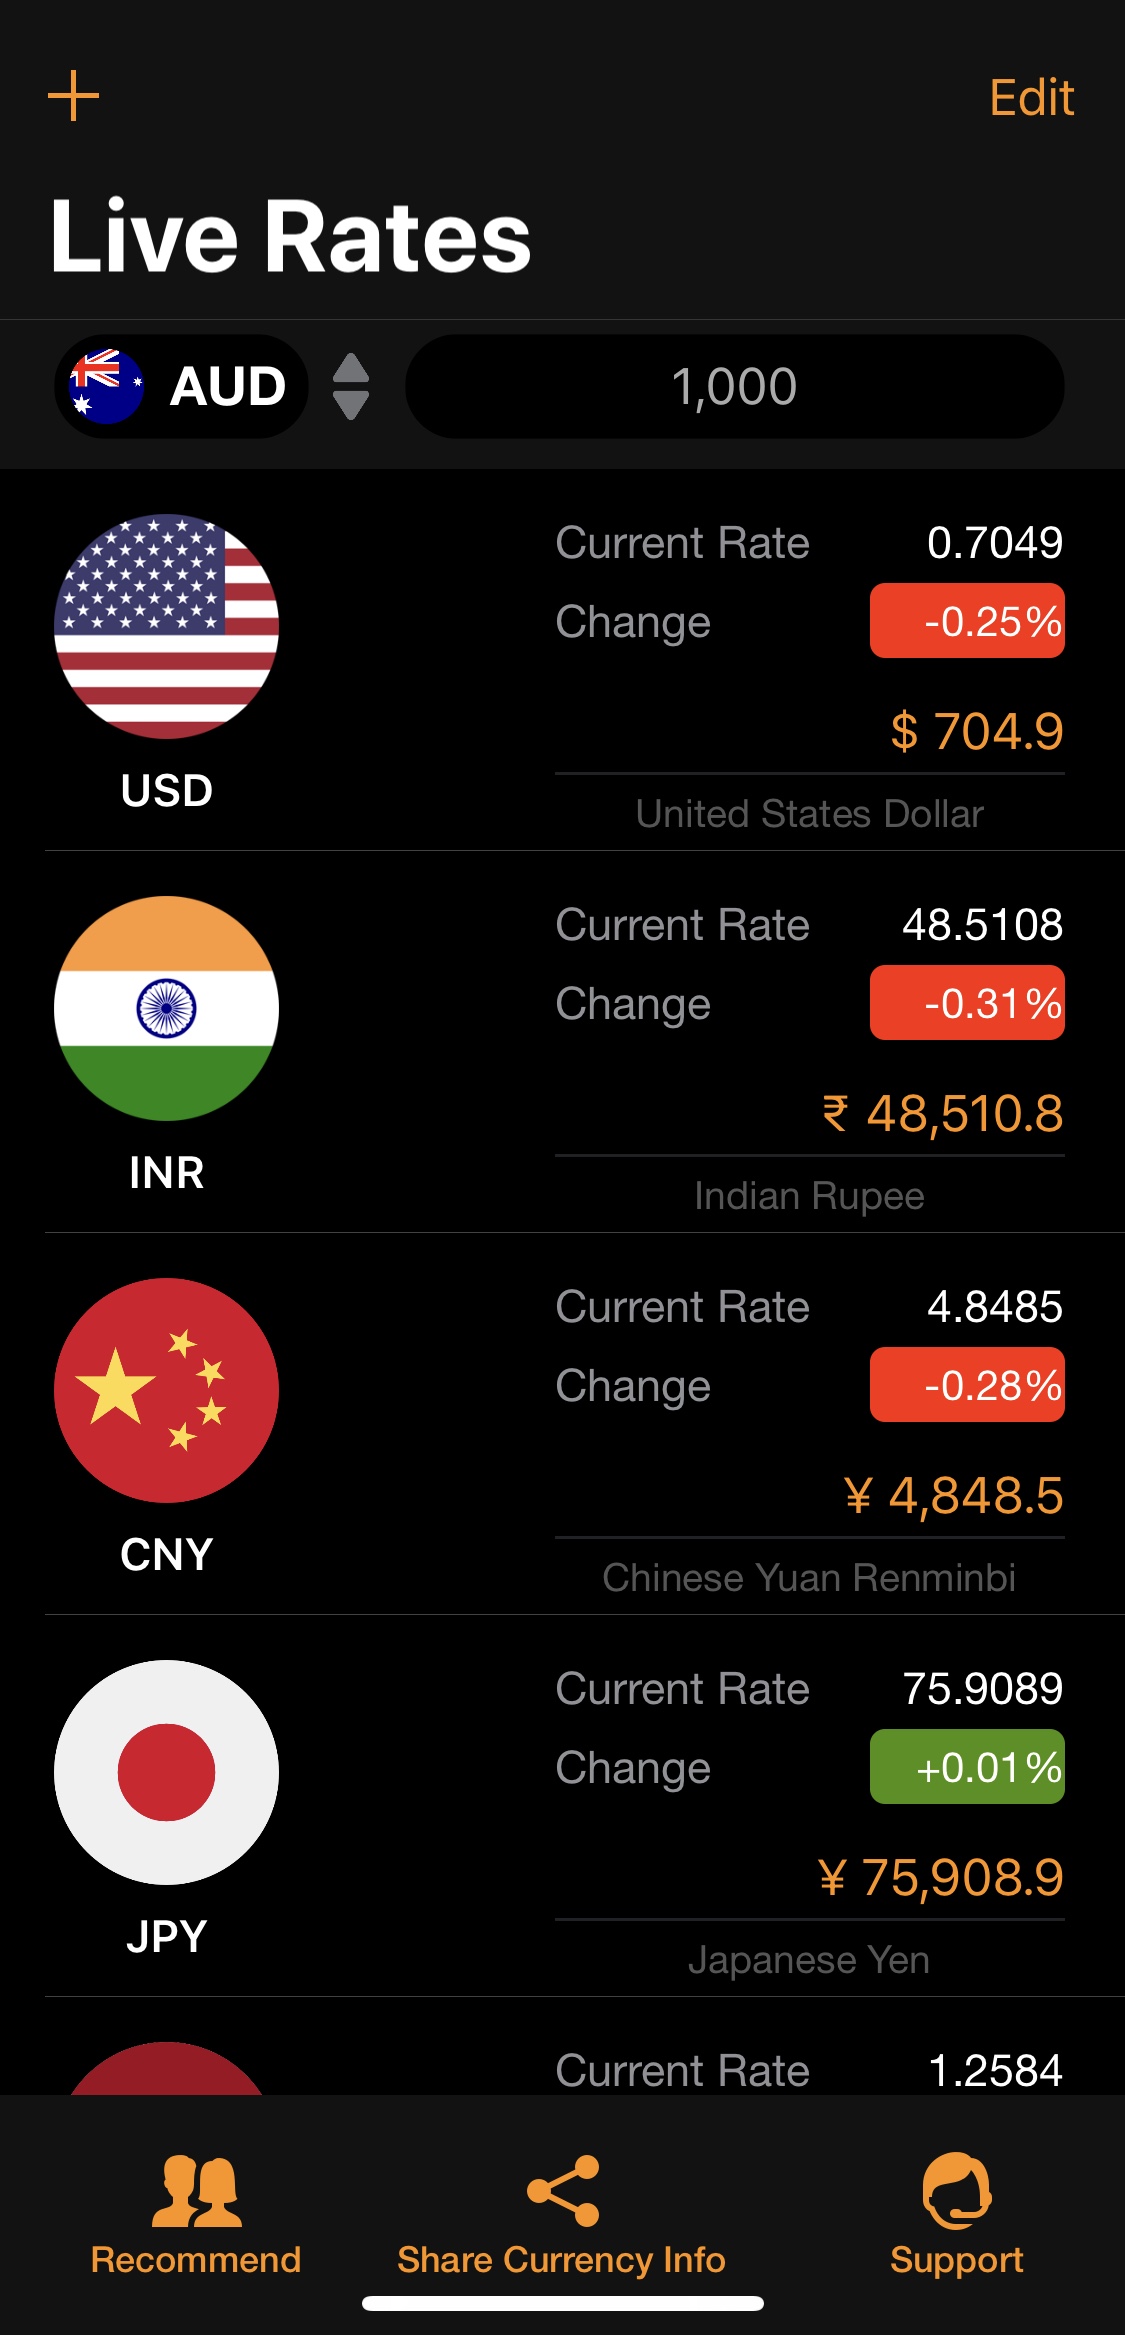 + Edit
Live Rates
AUD 1,000
Current Rate 0.7049
Change -0.25%
$ 704.9
USD
United States Dollar
Current Rate 48.5108
Change -0.31%
₹ 48,510.8
INR
Indian Rupee
Current Rate 4.8485
Change -0.28%
¥ 4,848.5
CNY
Chinese Yuan Renminbi
Current Rate 75.9089
Change +0.01%
¥ 75,908.9
JPY
Japanese Yen
Current Rate 1.2584
Recommend Share Currency Info Support